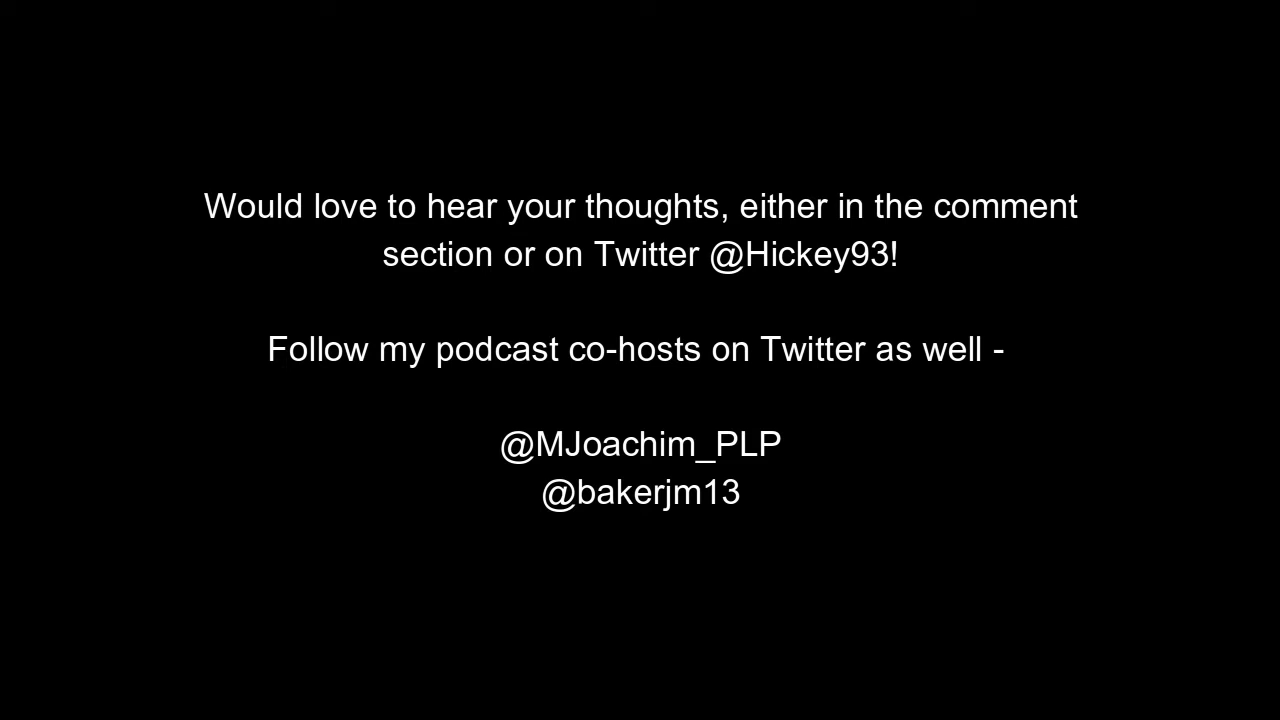 Would love to hear your thoughts, either in the comment
section or on Twitter @Hickey93!
Follow my podcast co-hosts on Twitter as well -
@MJoachim_PLP
@bakerjm13